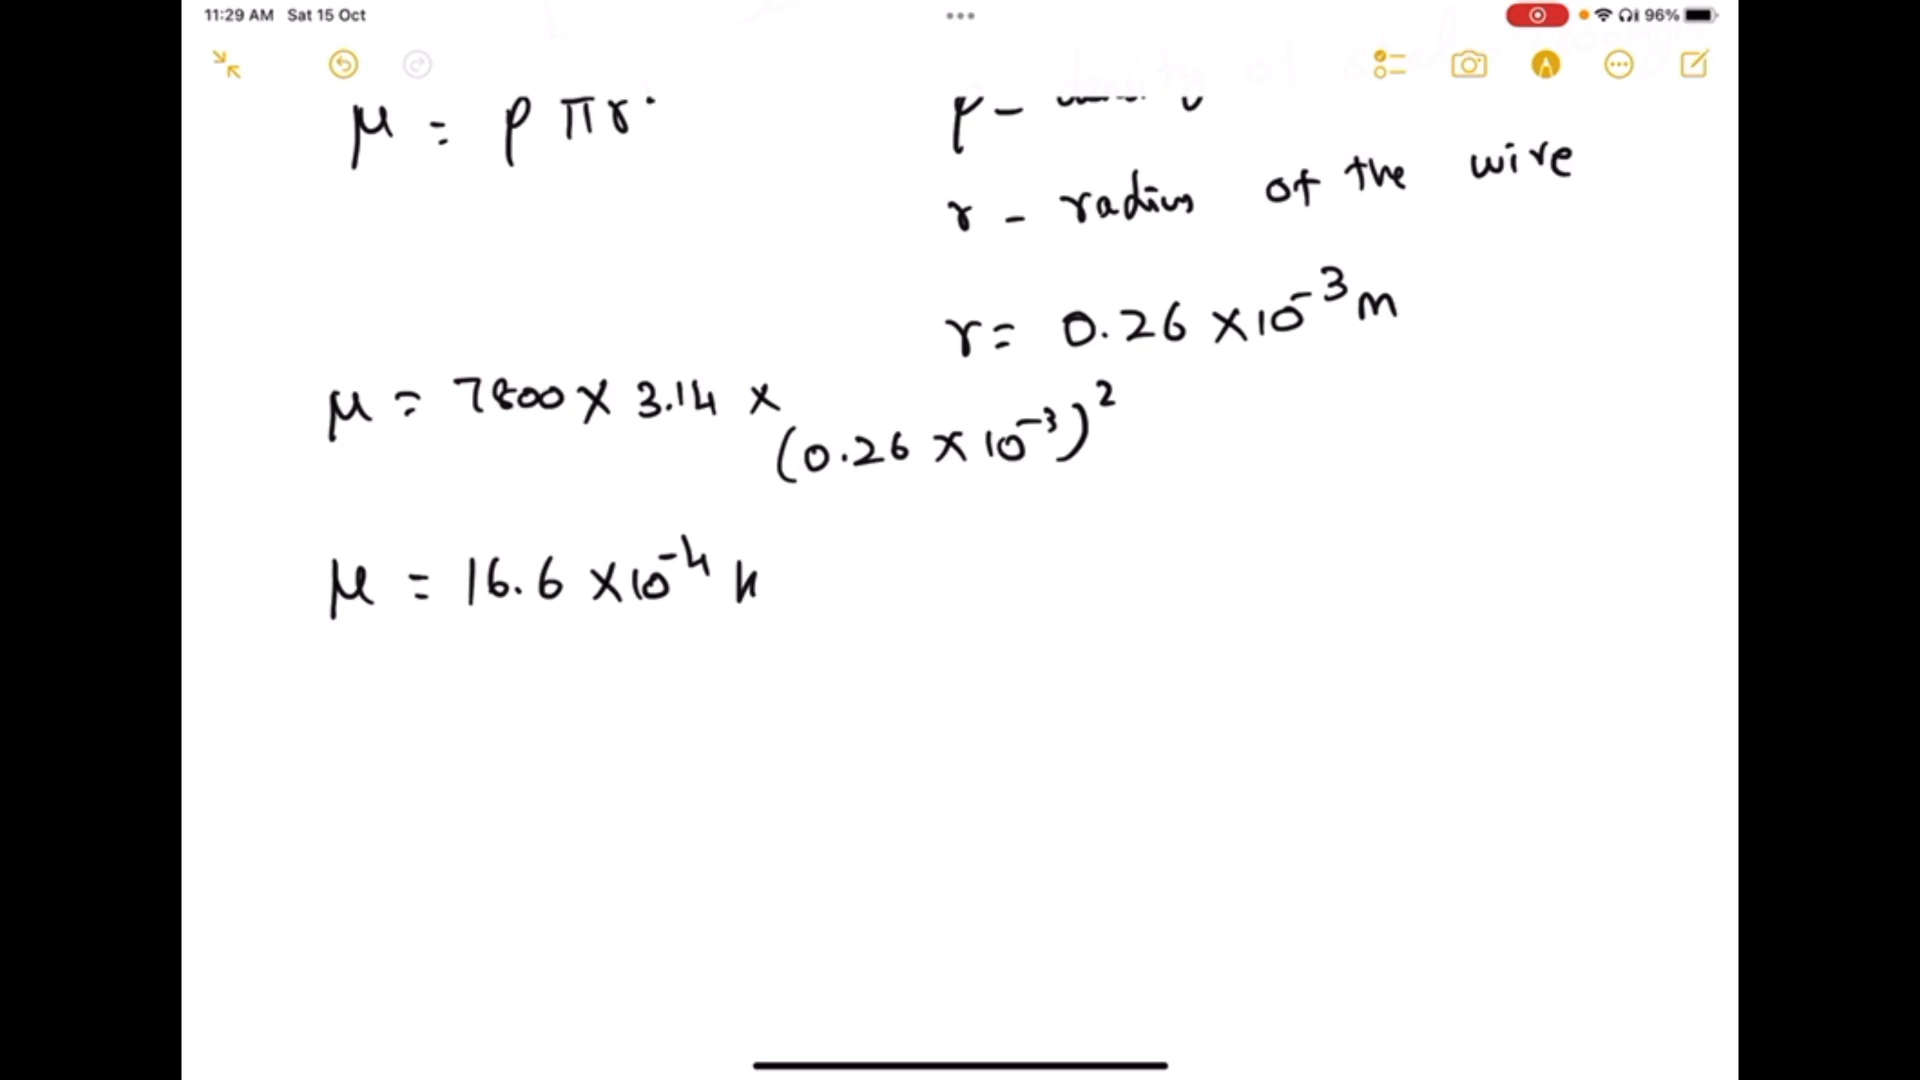 11:29 AM Sat 15 Oct 96%
μ = ρ π r
ρ -
r - radius of the wire
r = 0.26 × 10⁻³ m
μ = 7800 × 3.14 ×
(0.26 × 10⁻³)²
μ = 16.6 × 10⁻⁴ k